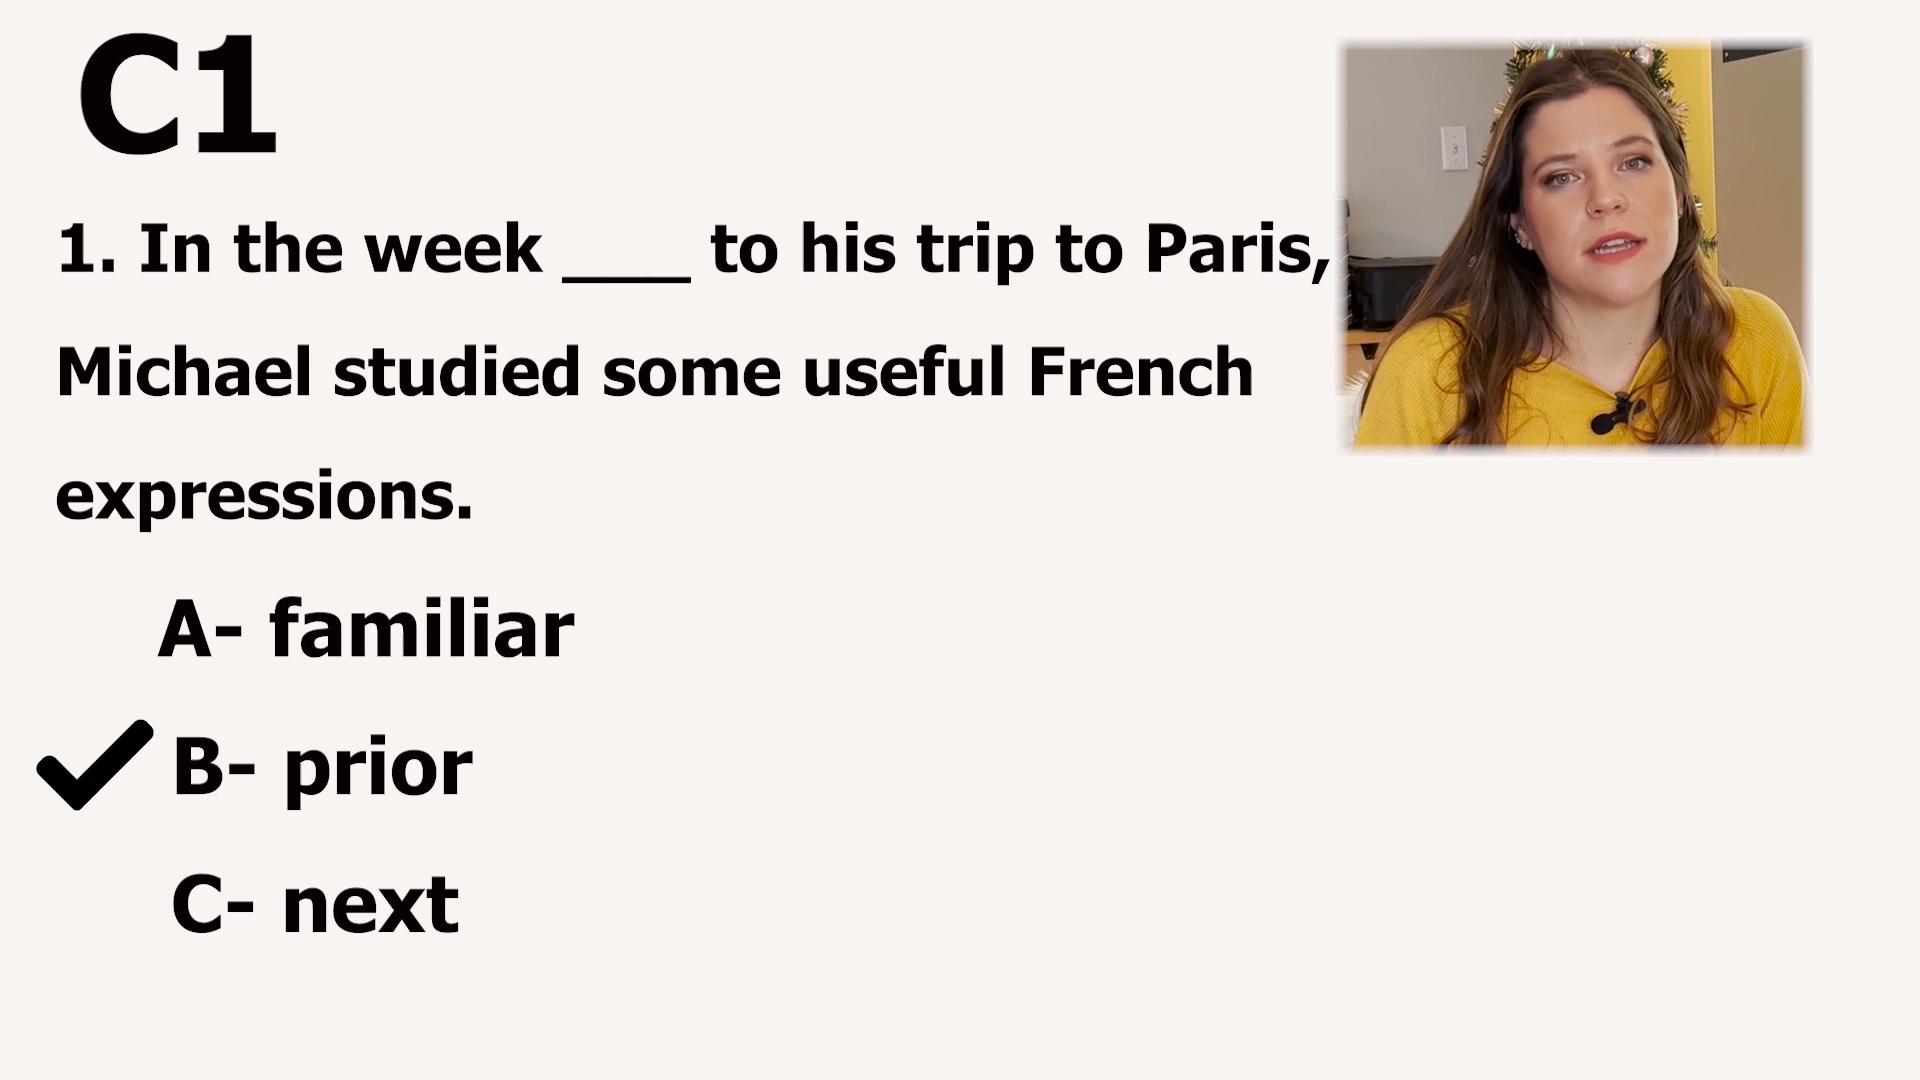 C1
1. In the week ___ to his trip to Paris,
Michael studied some useful French
expressions.
A- familiar
B- prior
C- next